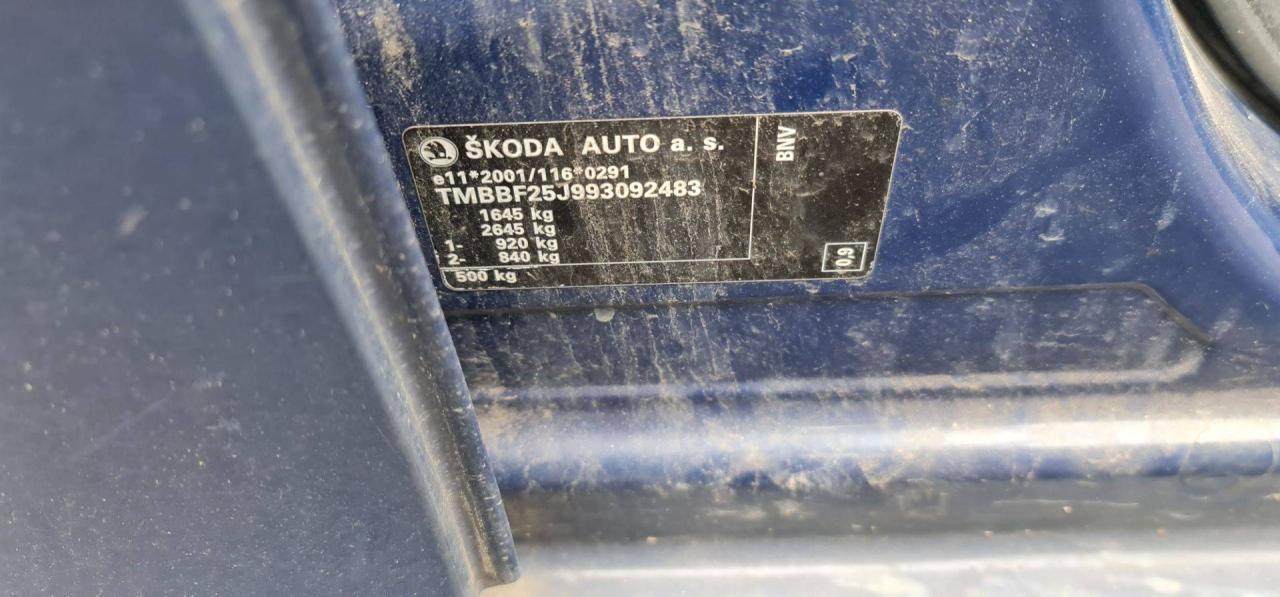 ŠKODA AUTO a. s.
e11*2001/116*0291
TMBBF25J993092483
1645 kg
2645 kg
1- 920 kg
2- 840 kg
500 kg
BNV
0,9